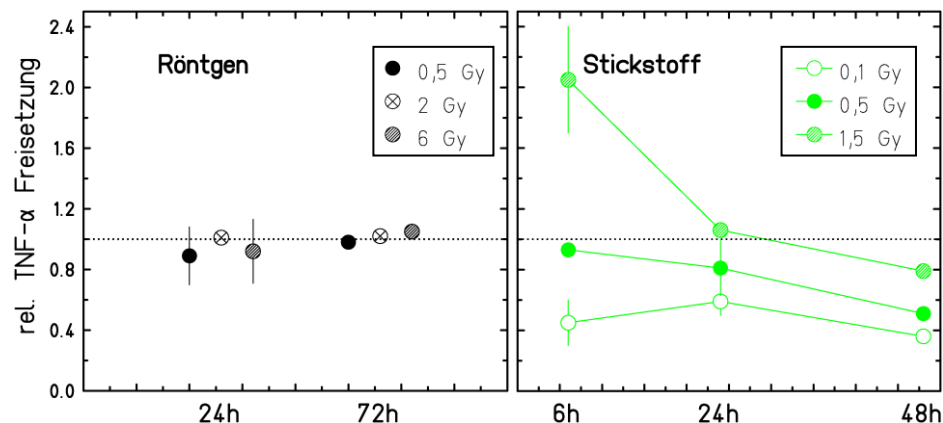 rel. TNF-α Freisetzung
2.4
2.0
1.6
1.2
0.8
0.4
0.0
Röntgen
0,5 Gy
2 Gy
6 Gy
24h
72h
Stickstoff
0,1 Gy
0,5 Gy
1,5 Gy
6h
24h
48h